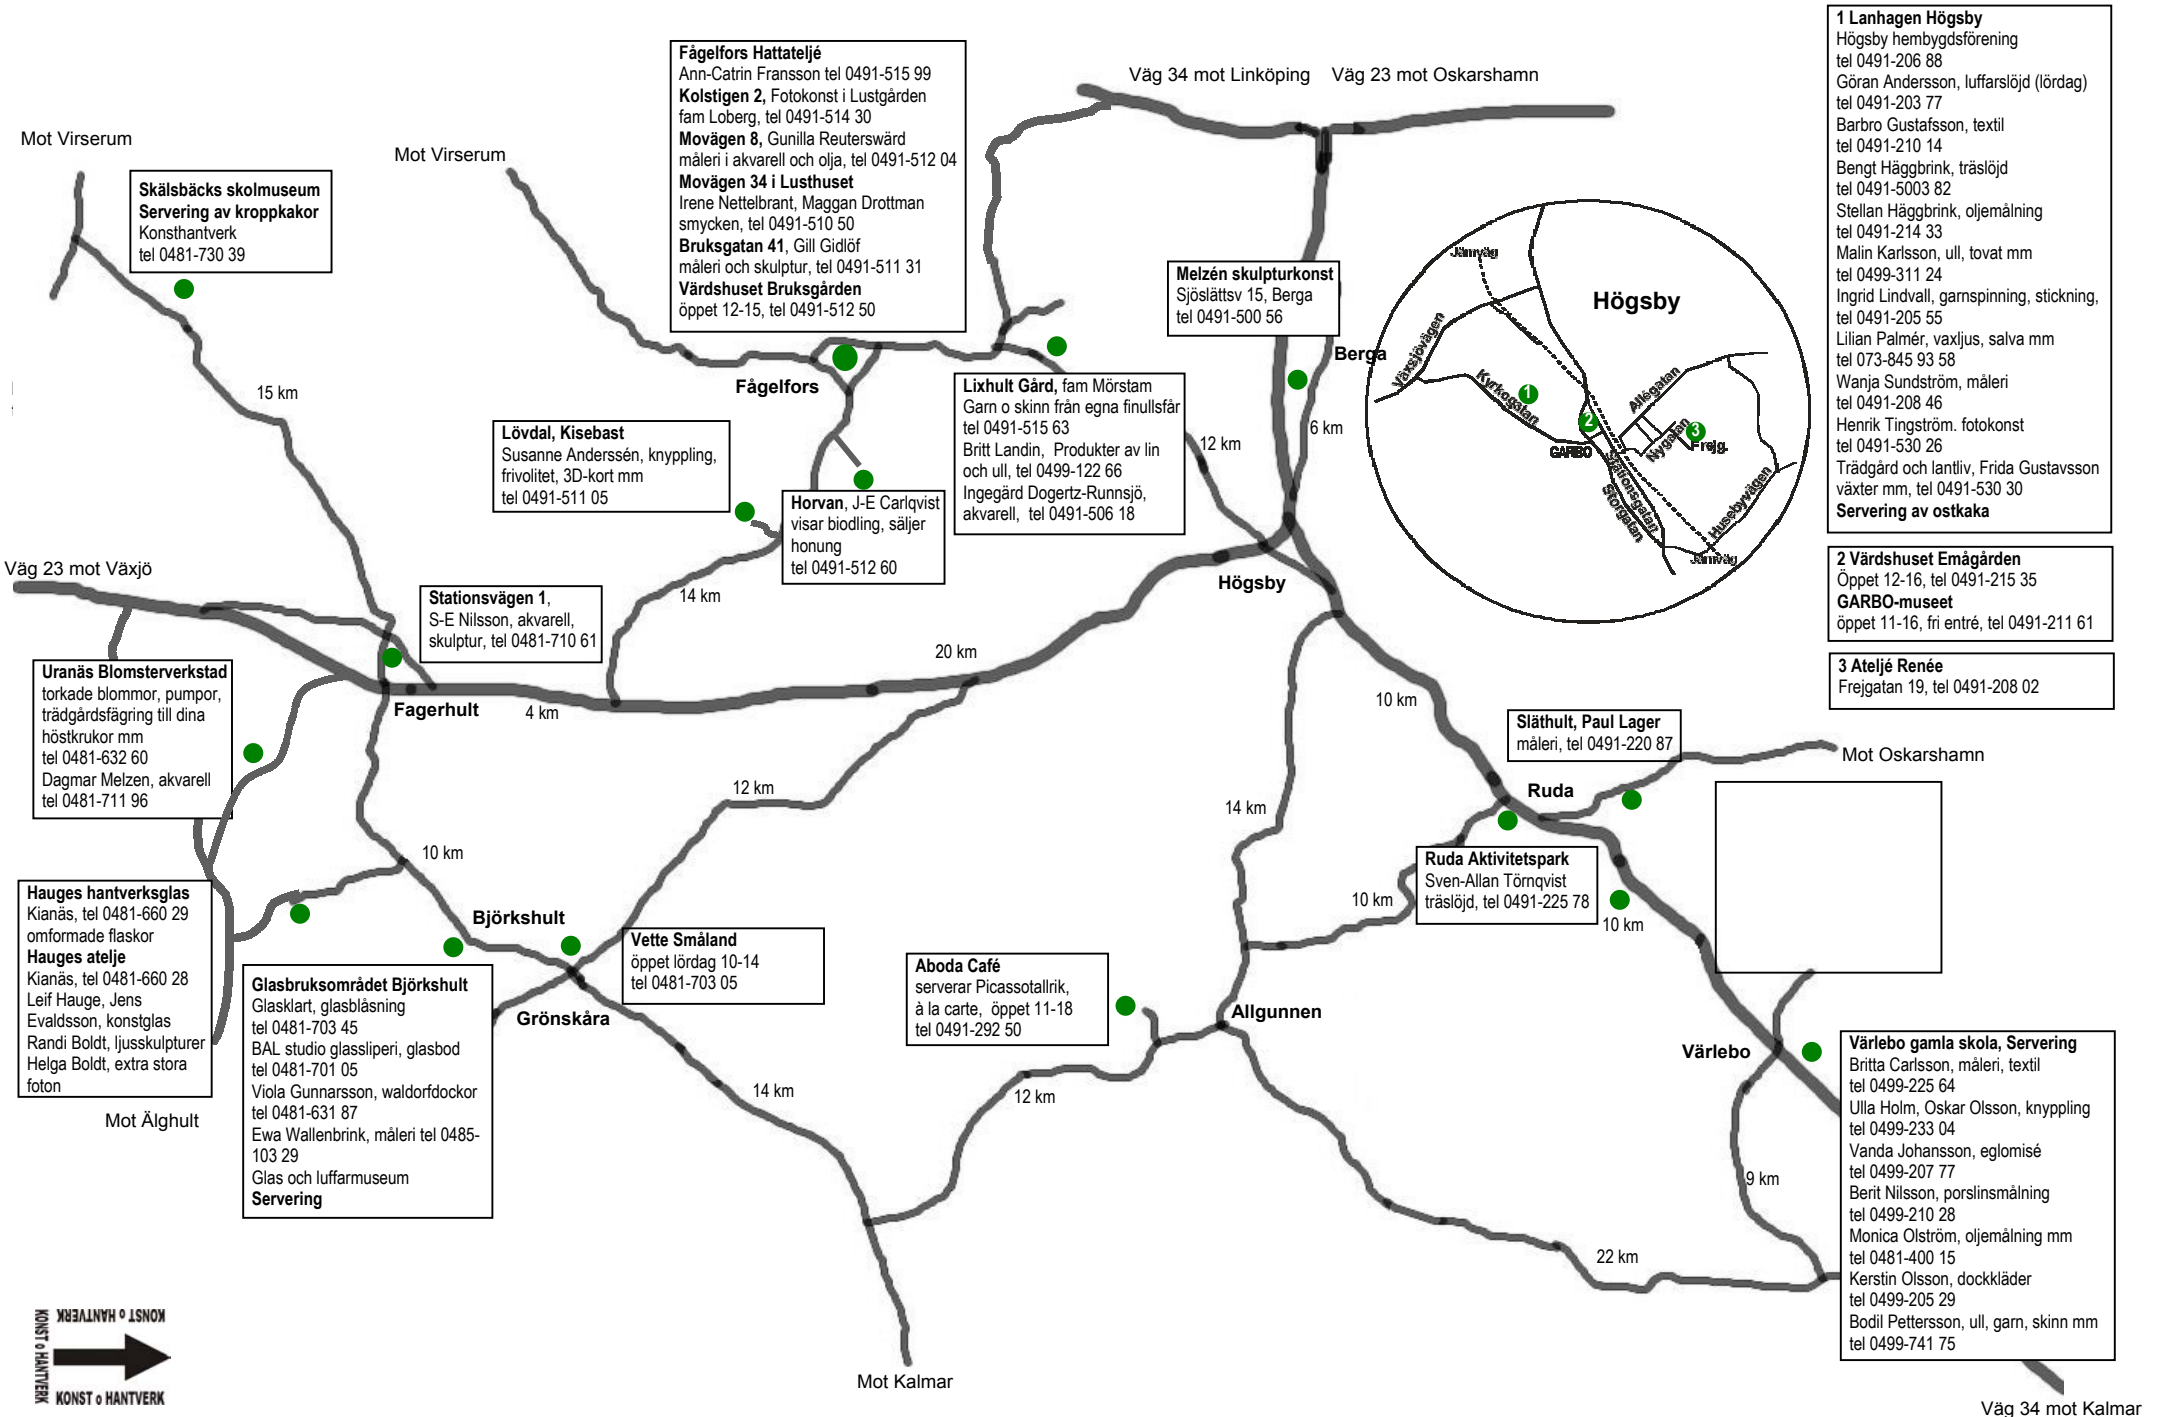 Mot Virserum
Skälsbäcks skolmuseum
Servering av kroppkakor
Konsthantverk
tel 0481-730 39
15 km
Mot Virserum
Fågelfors Hattateljé
Ann-Catrin Fransson tel 0491-515 99
Kolstigen 2, Fotokonst i Lustgården
fam Loberg, tel 0491-514 30
Movägen 8, Gunilla Reuterswärd
måleri i akvarell och olja, tel 0491-512 04
Movägen 34 i Lusthuset
Irene Nettelbrant, Maggan Drottman
smycken, tel 0491-510 50
Bruksgatan 41, Gill Gidlöf
måleri och skulptur, tel 0491-511 31
Värdshuset Bruksgården
öppet 12-15, tel 0491-512 50
Fågelfors
Väg 34 mot Linköping
Väg 23 mot Oskarshamn
Melzén skulpturkonst
Sjöslättsv 15, Berga
tel 0491-500 56
Berga
6 km
12 km
Lixhult Gård, fam Mörstam
Garn o skinn från egna finullsfår
tel 0491-515 63
Britt Landin, Produkter av lin
och ull, tel 0499-122 66
Ingegärd Dogertz-Runnsjö,
akvarell, tel 0491-506 18
Lövdal, Kisebast
Susanne Anderssén, knyppling,
frivolitet, 3D-kort mm
tel 0491-511 05
Horvan, J-E Carlqvist
visar biodling, säljer
honung
tel 0491-512 60
14 km
Högsby
Järnväg
Växsjövägen
Kyrkogatan
1
2
3
GARBO
Allégatan
Nygatan
Frejg.
Stationsgatan
Storgatan
Husebyvägen
Järnväg
1 Lanhagen Högsby
Högsby hembygdsförening
tel 0491-206 88
Göran Andersson, luffarslöjd (lördag)
tel 0491-203 77
Barbro Gustafsson, textil
tel 0491-210 14
Bengt Häggbrink, träslöjd
tel 0491-5003 82
Stellan Häggbrink, oljemålning
tel 0491-214 33
Malin Karlsson, ull, tovat mm
tel 0499-311 24
Ingrid Lindvall, garnspinning, stickning,
tel 0491-205 55
Lilian Palmér, vaxljus, salva mm
tel 073-845 93 58
Wanja Sundström, måleri
tel 0491-208 46
Henrik Tingström. fotokonst
tel 0491-530 26
Trädgård och lantliv, Frida Gustavsson
växter mm, tel 0491-530 30
Servering av ostkaka
2 Värdshuset Emågården
Öppet 12-16, tel 0491-215 35
GARBO-museet
öppet 11-16, fri entré, tel 0491-211 61
3 Ateljé Renée
Frejgatan 19, tel 0491-208 02
Väg 23 mot Växjö
Stationsvägen 1,
S-E Nilsson, akvarell,
skulptur, tel 0481-710 61
Högsby
20 km
Fagerhult
4 km
Uranäs Blomsterverkstad
torkade blommor, pumpor,
trädgårdsfägring till dina
höstkrukor mm
tel 0481-632 60
Dagmar Melzen, akvarell
tel 0481-711 96
12 km
10 km
10 km
Släthult, Paul Lager
måleri, tel 0491-220 87
Mot Oskarshamn
Ruda
14 km
Ruda Aktivitetspark
Sven-Allan Törnqvist
träslöjd, tel 0491-225 78
10 km
10 km
Hauges hantverksglas
Kianäs, tel 0481-660 29
omformade flaskor
Hauges atelje
Kianäs, tel 0481-660 28
Leif Hauge, Jens
Evaldsson, konstglas
Randi Boldt, ljusskulpturer
Helga Boldt, extra stora
foton
Mot Älghult
Björkshult
Glasbruksområdet Björkshult
Glasklart, glasblåsning
tel 0481-703 45
BAL studio glassliperi, glasbod
tel 0481-701 05
Viola Gunnarsson, waldorfdockor
tel 0481-631 87
Ewa Wallenbrink, måleri tel 0485-
103 29
Glas och luffarmuseum
Servering
Vette Småland
öppet lördag 10-14
tel 0481-703 05
Grönskåra
14 km
Aboda Café
serverar Picassotallrik,
à la carte, öppet 11-18
tel 0491-292 50
Allgunnen
12 km
Värlebo
Värlebo gamla skola, Servering
Britta Carlsson, måleri, textil
tel 0499-225 64
Ulla Holm, Oskar Olsson, knyppling
tel 0499-233 04
Vanda Johansson, eglomisé
tel 0499-207 77
Berit Nilsson, porslinsmålning
tel 0499-210 28
Monica Olström, oljemålning mm
tel 0481-400 15
Kerstin Olsson, dockkläder
tel 0499-205 29
Bodil Pettersson, ull, garn, skinn mm
tel 0499-741 75
9 km
22 km
Mot Kalmar
Väg 34 mot Kalmar
KONST o HANTVERK
KONST o HANTVERK
KONST o HANTVERK